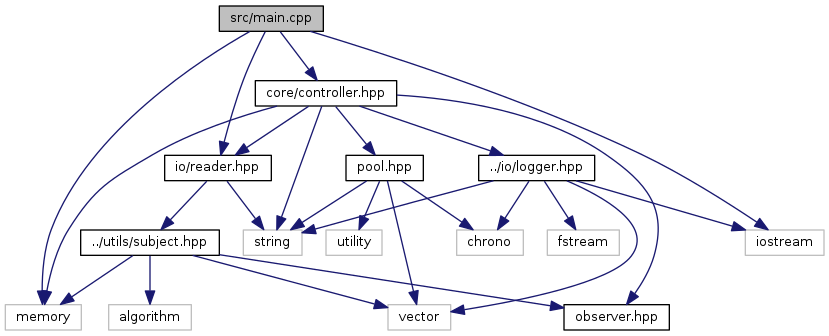 src/main.cpp
core/controller.hpp
io/reader.hpp
pool.hpp
../io/logger.hpp
../utils/subject.hpp
string
utility
chrono
fstream
iostream
memory
algorithm
vector
observer.hpp